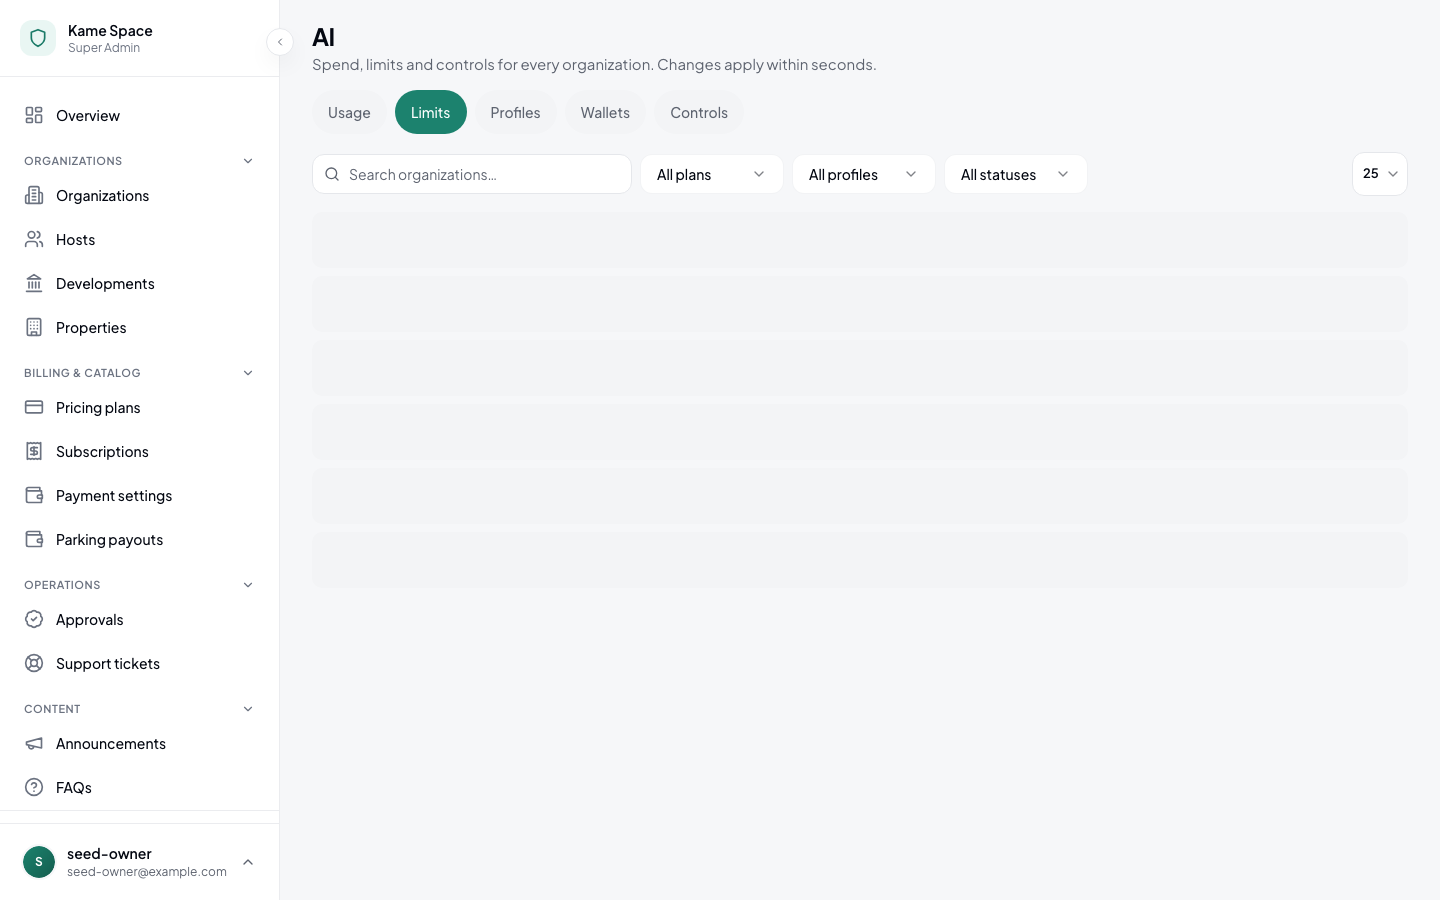 Kame Space
Super Admin
Overview
ORGANIZATIONS
Organizations
Hosts
Developments
Properties
BILLING & CATALOG
Pricing plans
Subscriptions
Payment settings
Parking payouts
OPERATIONS
Approvals
Support tickets
CONTENT
Announcements
FAQs
S
seed-owner
seed-owner@example.com
AI
Spend, limits and controls for every organization. Changes apply within seconds.
Usage
Limits
Profiles
Wallets
Controls
Search organizations...
All plans
All profiles
All statuses
25